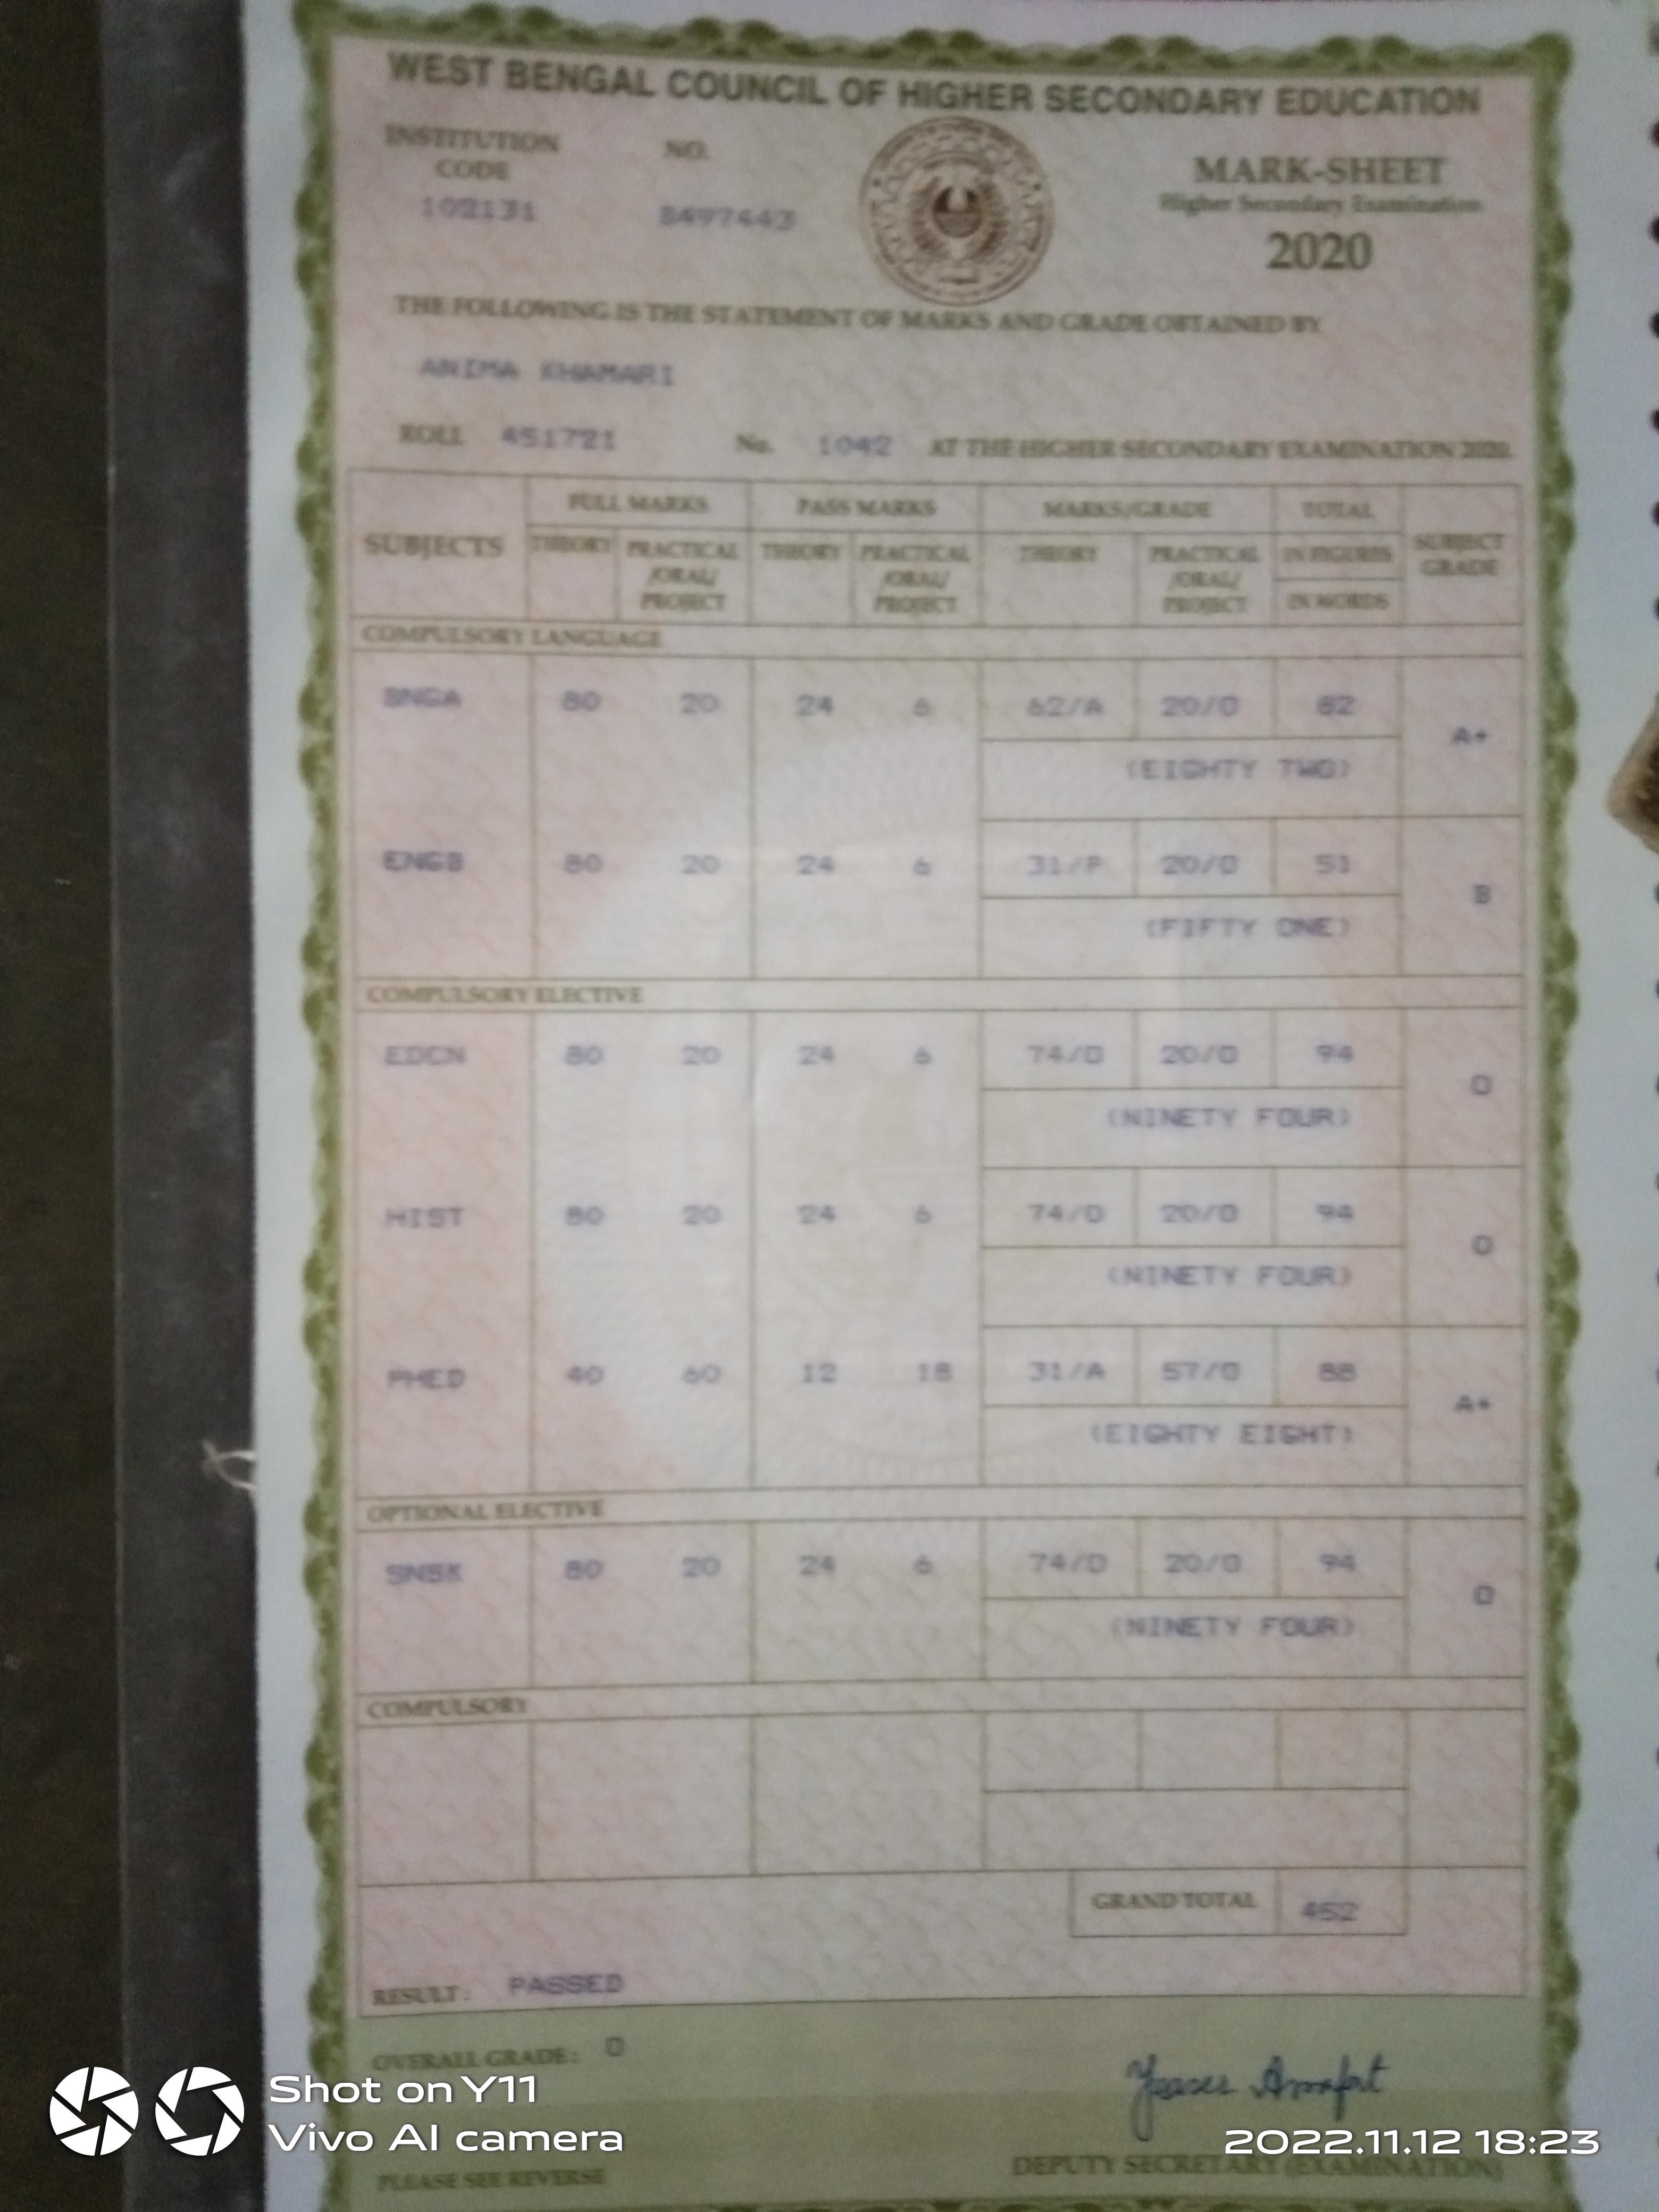 WEST BENGAL COUNCIL OF HIGHER SECONDARY EDUCATION
INSTITUTION CODE
102131
NO.
B497443
MARK-SHEET
Higher Secondary Examination
2020
THE FOLLOWING IS THE STATEMENT OF MARKS AND GRADE OBTAINED BY
ANIMA KHAMARI
ROLL 451721 No. 1042 AT THE HIGHER SECONDARY EXAMINATION 2020.
SUBJECTS FULL MARKS PASS MARKS MARKS/GRADE TOTAL SUBJECT GRADE
THEORY PRACTICAL /ORAL/ PROJECT THEORY PRACTICAL /ORAL/ PROJECT THEORY PRACTICAL /ORAL/ PROJECT IN FIGURES
IN WORDS
COMPULSORY LANGUAGE
BNGA 80 20 24 6 62/A 20/O 82 A+
(EIGHTY TWO)
ENGB 80 20 24 6 31/P 20/O 51 B
(FIFTY ONE)
COMPULSORY ELECTIVE
EDCN 80 20 24 6 74/O 20/O 94 O
(NINETY FOUR)
HIST 80 20 24 6 74/O 20/O 94 O
(NINETY FOUR)
PHED 40 60 12 18 31/A 57/O 88 A+
(EIGHTY EIGHT)
OPTIONAL ELECTIVE
SNSK 80 20 24 6 74/O 20/O 94 O
(NINETY FOUR)
COMPULSORY
GRAND TOTAL 452
RESULT: PASSED
OVERALL GRADE: O
DEPUTY SECRETARY (EXAMINATION)
PLEASE SEE REVERSE
Shot on Y11
Vivo AI camera
2022.11.12 18:23